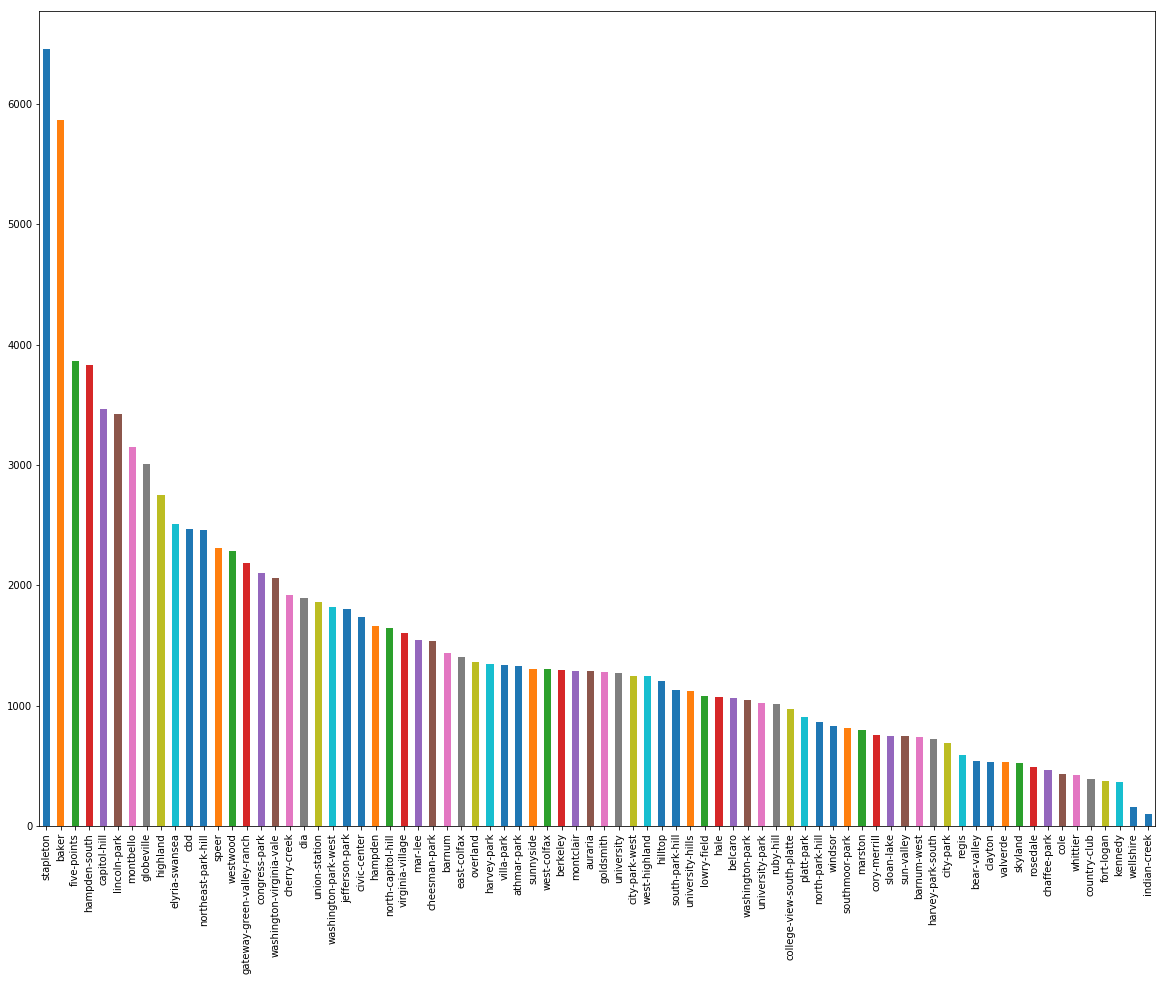 6000
5000
4000
3000
2000
1000
0
stapleton
baker
five-points
hampden-south
capitol-hill
lincoln-park
montbello
globeville
highland
elyria-swansea
cbd
northeast-park-hill
speer
westwood
gateway-green-valley-ranch
congress-park
washington-virginia-vale
cherry-creek
dia
union-station
washington-park-west
jefferson-park
civic-center
hampden
north-capitol-hill
virginia-village
mar-lee
cheesman-park
barnum
east-colfax
overland
harvey-park
villa-park
athmar-park
sunnyside
west-colfax
berkeley
montclair
auraria
goldsmith
university
city-park-west
west-highland
hilltop
south-park-hill
university-hills
lowry-field
hale
belcaro
washington-park
university-park
ruby-hill
college-view-south-platte
platt-park
north-park-hill
windsor
southmoor-park
marston
cory-merrill
sloan-lake
sun-valley
barnum-west
harvey-park-south
city-park
regis
bear-valley
clayton
valverde
skyland
rosedale
chaffee-park
cole
whittier
country-club
fort-logan
kennedy
wellshire
indian-creek